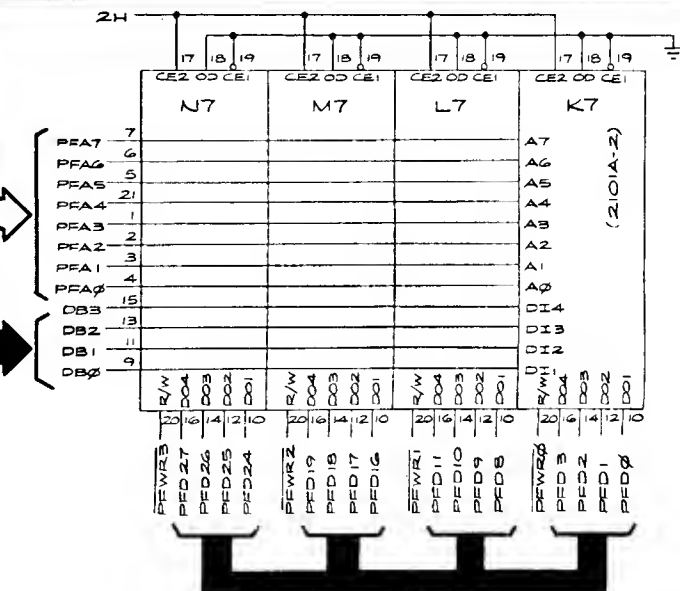 2H
17 18 19 17 18 19 17 18 19 17 18 19
CE2 OD CE1 CE2 OD CE1 CE2 OD CE1 CE2 OD CE1
N7 M7 L7 K7
(2101A-2)
PFA7 7 A7
PFA6 6 A6
PFA5 5 A5
PFA4 21 A4
PFA3 1 A3
PFA2 2 A2
PFA1 3 A1
PFAØ 4 AØ
DB3 15 DI4
DB2 13 DI3
DB1 11 DI2
DBØ 9 DI1
R/W DO4 DO3 DO2 DO1 R/W DO4 DO3 DO2 DO1 R/W DO4 DO3 DO2 DO1 R/W DO4 DO3 DO2 DO1
20 16 14 12 10 20 16 14 12 10 20 16 14 12 10 20 16 14 12 10
PFWR3 PFD27 PFD26 PFD25 PFD24 PFWR2 PFD19 PFD18 PFD17 PFD16 PFWR1 PFD11 PFD10 PFD9 PFD8 PFWRØ PFD3 PFD2 PFD1 PFDØ